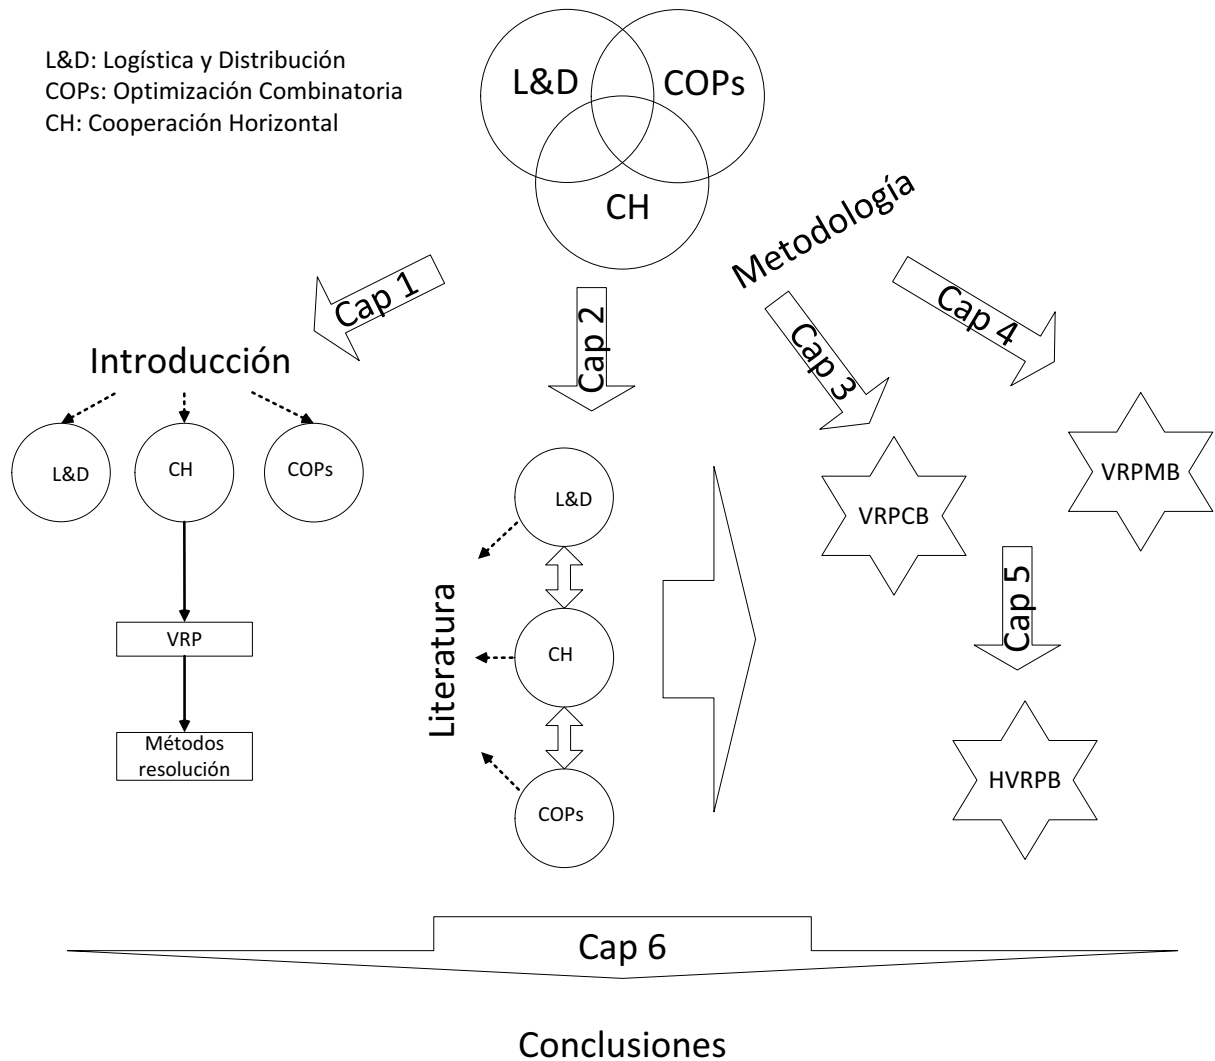 L&D: Logística y Distribución
COPs: Optimización Combinatoria
CH: Cooperación Horizontal
L&D
COPs
CH
Metodología
Cap 1
Cap 2
Cap 3
Cap 4
Introducción
L&D
CH
COPs
VRP
Métodos
resolución
Literatura
L&D
CH
COPs
VRPCB
VRPMB
Cap 5
HVRPB
Cap 6
Conclusiones